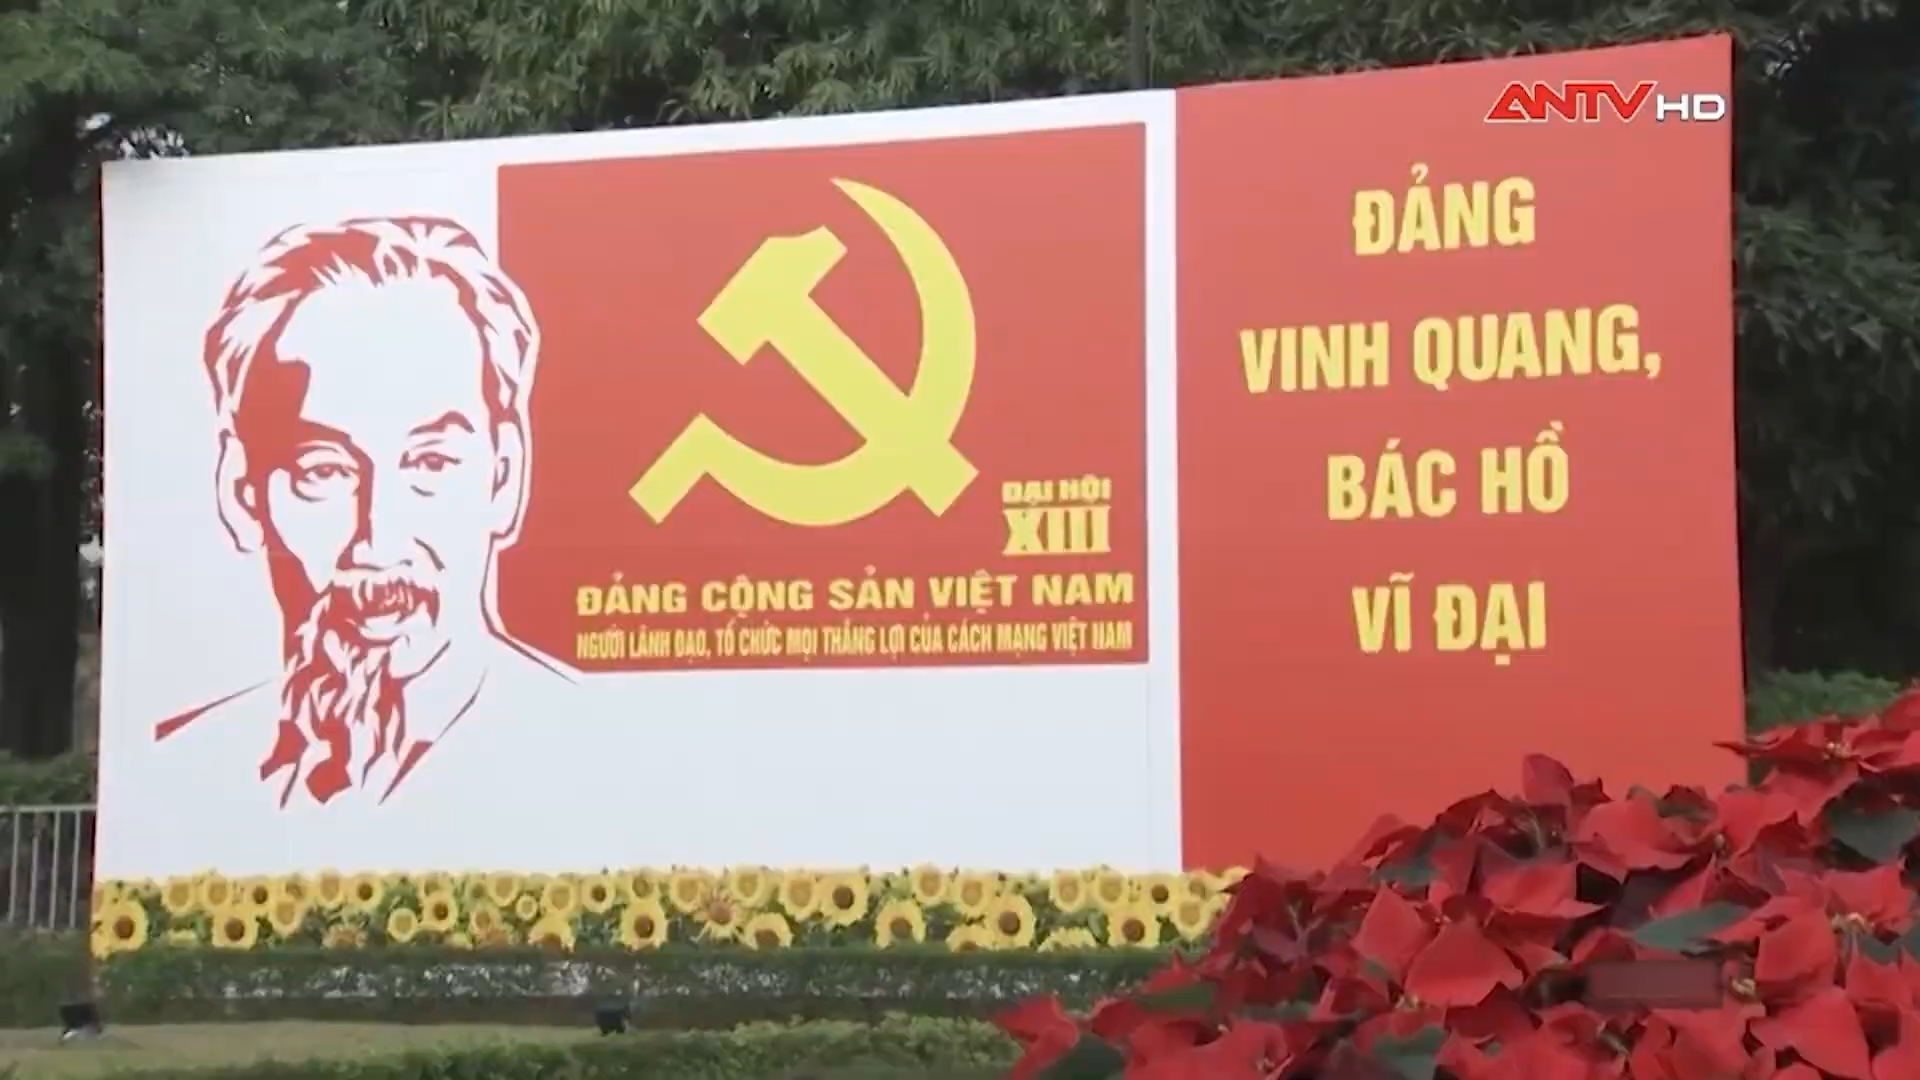 ANTV HD
ĐẠI HỘI
XIII
ĐẢNG CỘNG SẢN VIỆT NAM
NGƯỜI LÃNH ĐẠO, TỔ CHỨC MỌI THẮNG LỢI CỦA CÁCH MẠNG VIỆT NAM
ĐẢNG
VINH QUANG,
BÁC HỒ
VĨ ĐẠI